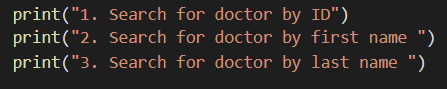 print("1. Search for doctor by ID")
print("2. Search for doctor by first name ")
print("3. Search for doctor by last name ")